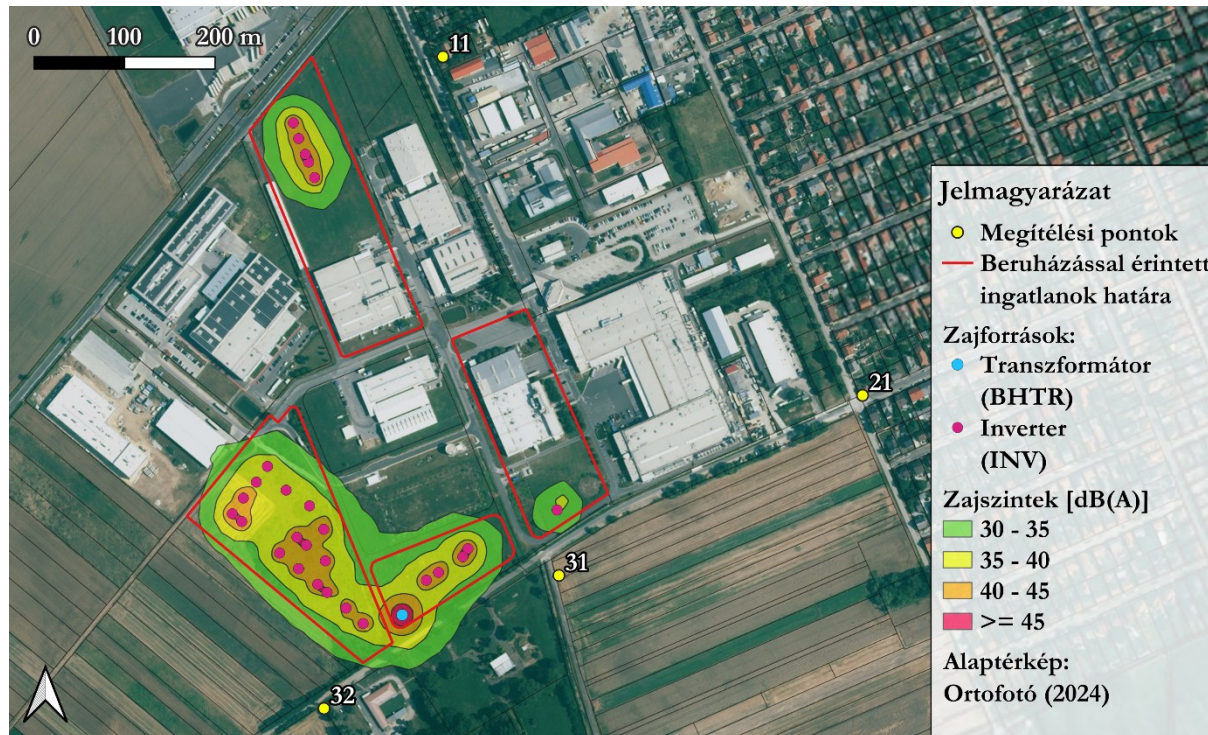 0 100 200 m
11
21
31
32
Jelmagyarázat
Megítélési pontok
Beruházással érintett
ingatlanok határa
Zajforrások:
Transzformátor
(BHTR)
Inverter
(INV)
Zajszintek [dB(A)]
30 - 35
35 - 40
40 - 45
>= 45
Alaptérkép:
Ortofotó (2024)